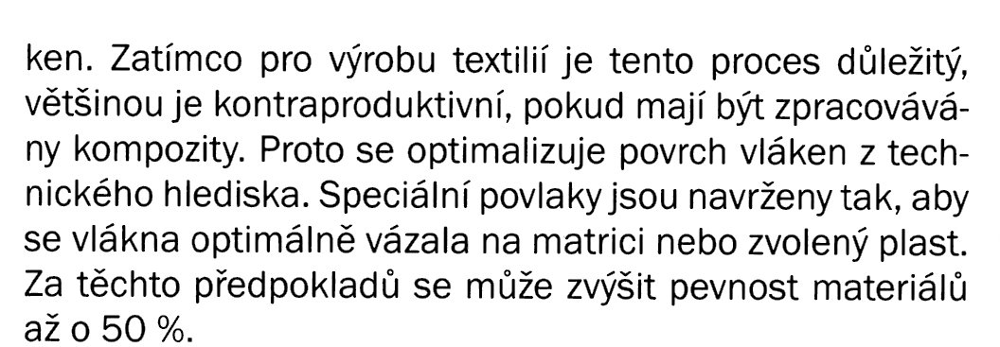 ken. Zatímco pro výrobu textilií je tento proces důležitý,
většinou je kontraproduktivní, pokud mají být zpracovává-
ny kompozity. Proto se optimalizuje povrch vláken z tech-
nického hlediska. Speciální povlaky jsou navrženy tak, aby
se vlákna optimálně vázala na matrici nebo zvolený plast.
Za těchto předpokladů se může zvýšit pevnost materiálů
až o 50 %.